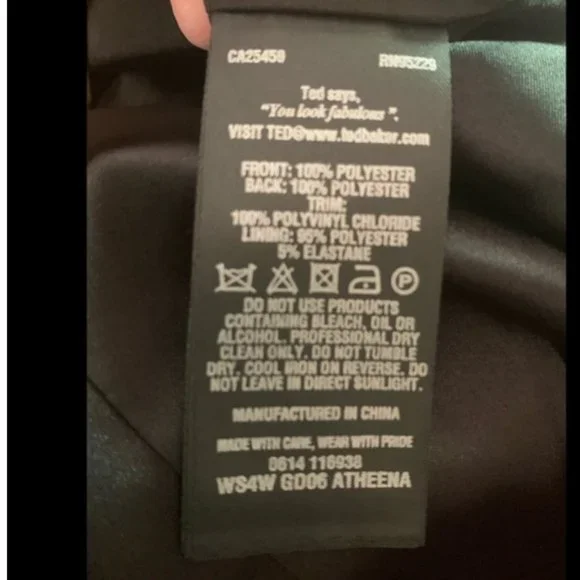 CA25459 RN95229
Ted says,
"You look fabulous".
VISIT TED@www.tedbaker.com
FRONT: 100% POLYESTER
BACK: 100% POLYESTER
TRIM:
100% POLYVINYL CHLORIDE
LINING: 95% POLYESTER
5% ELASTANE
P
DO NOT USE PRODUCTS
CONTAINING BLEACH, OIL OR
ALCOHOL. PROFESSIONAL DRY
CLEAN ONLY. DO NOT TUMBLE
DRY. COOL IRON ON REVERSE. DO
NOT LEAVE IN DIRECT SUNLIGHT.
MANUFACTURED IN CHINA
MADE WITH CARE, WEAR WITH PRIDE
0614 116938
WS4W GD06 ATHEENA